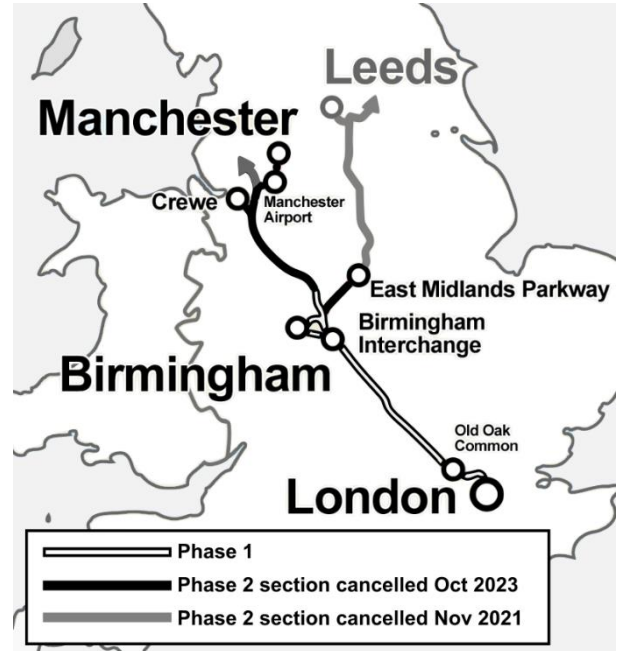 Leeds
Manchester
Crewe
Manchester
Airport
East Midlands Parkway
Birmingham
Interchange
Birmingham
Old Oak
Common
London
Phase 1
Phase 2 section cancelled Oct 2023
Phase 2 section cancelled Nov 2021